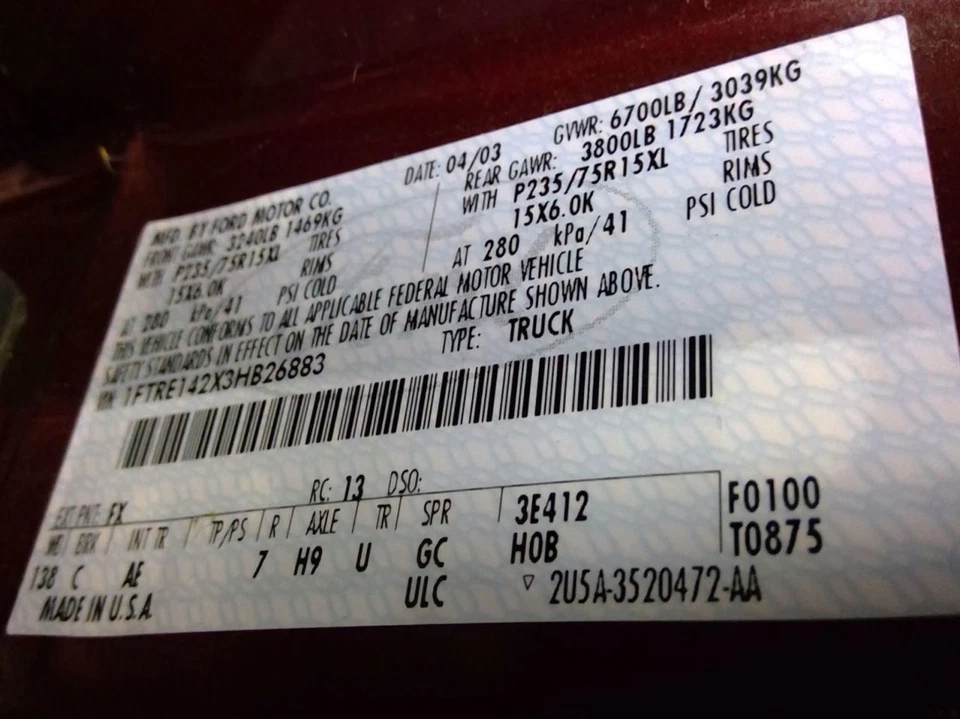 MFD. BY FORD MOTOR CO. DATE: 04/03 GVWR: 6700LB/ 3039KG
FRONT GAWR: 3240LB 1469KG REAR GAWR: 3800LB 1723KG
WITH P235/75R15XL TIRES WITH P235/75R15XL TIRES
15X6.0K RIMS 15X6.0K RIMS
AT 280 kPa/41 PSI COLD AT 280 kPa/41 PSI COLD
THIS VEHICLE CONFORMS TO ALL APPLICABLE FEDERAL MOTOR VEHICLE
SAFETY STANDARDS IN EFFECT ON THE DATE OF MANUFACTURE SHOWN ABOVE.
VIN: 1FTRE142X3HB26883 TYPE: TRUCK
EXT PNT: FX RC: 13 DSO:
WB BRK INT TR TP/PS R AXLE TR SPR 3E412 F0100
138 C AE 7 H9 U GC H0B T0875
MADE IN U.S.A. ULC ▽ 2U5A-3520472-AA